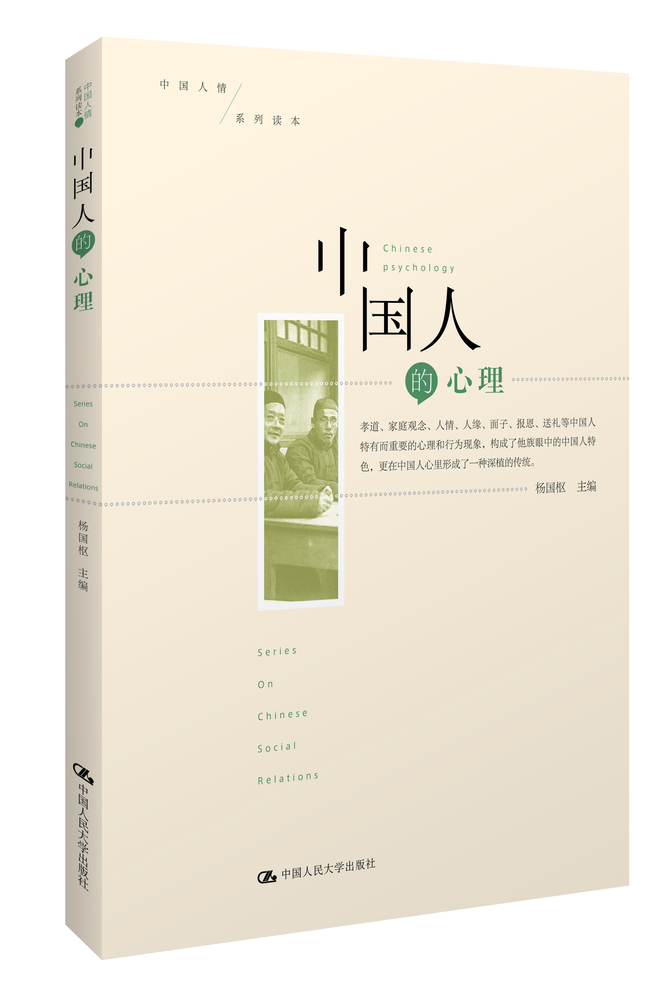 中国人情
系列读本
中国人的心理
Series
On
Chinese
Social
Relations
杨国枢 主编
中国人民大学出版社
中国人情
系列读本
中
Chinese
psychology
国人
的心理
孝道、家庭观念、人情、人缘、面子、报恩、送礼等中国人
特有而重要的心理和行为现象，构成了他族眼中的中国人特
色，更在中国人心里形成了一种深植的传统。
杨国枢 主编
Series
On
Chinese
Social
Relations
中国人民大学出版社